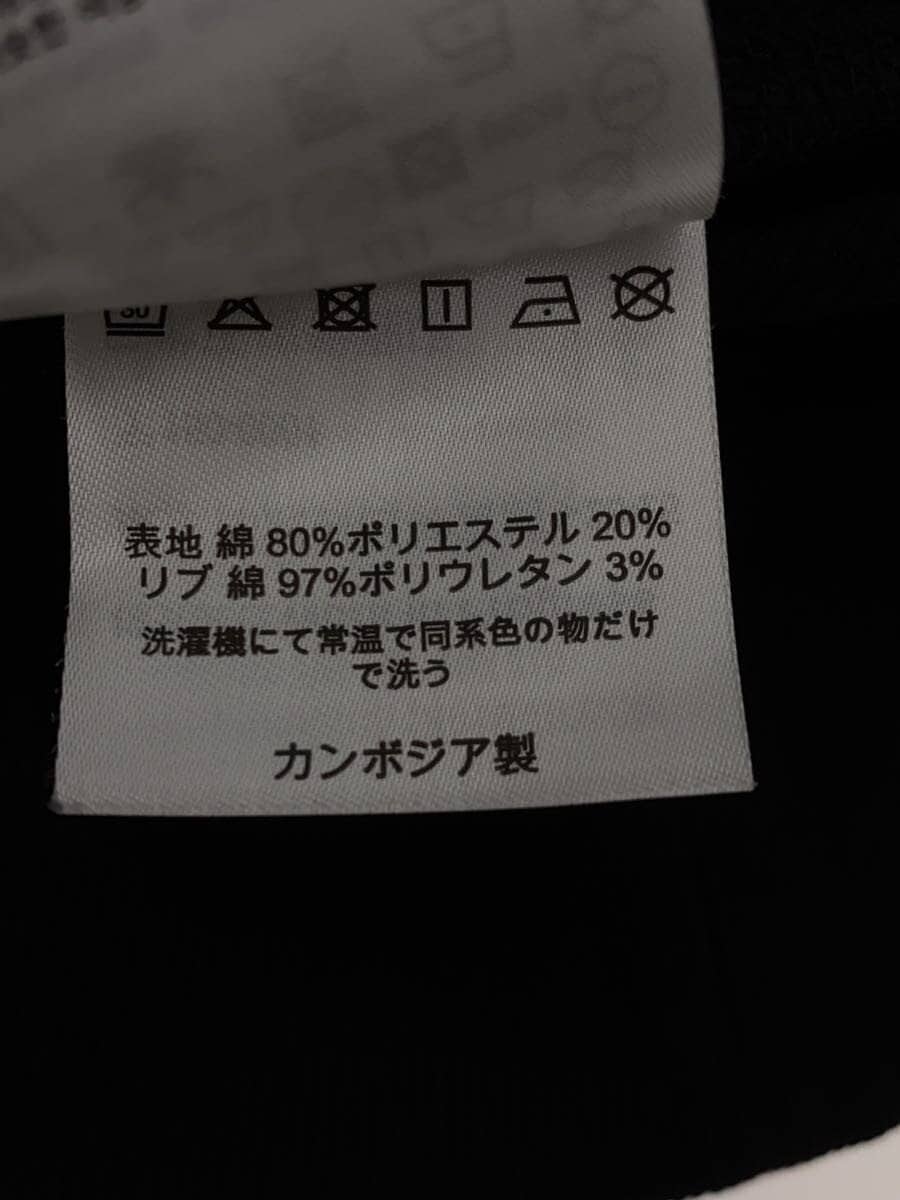 30
表地 綿 80%ポリエステル 20%
リブ 綿 97%ポリウレタン 3%
洗濯機にて常温で同系色の物だけ
で洗う
カンボジア製